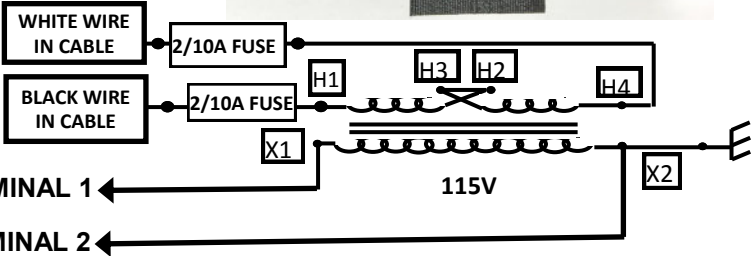 WHITE WIRE
IN CABLE
2/10A FUSE
BLACK WIRE
IN CABLE
2/10A FUSE
H1
H3
H2
H4
X1
115V
X2
MINAL 1
MINAL 2